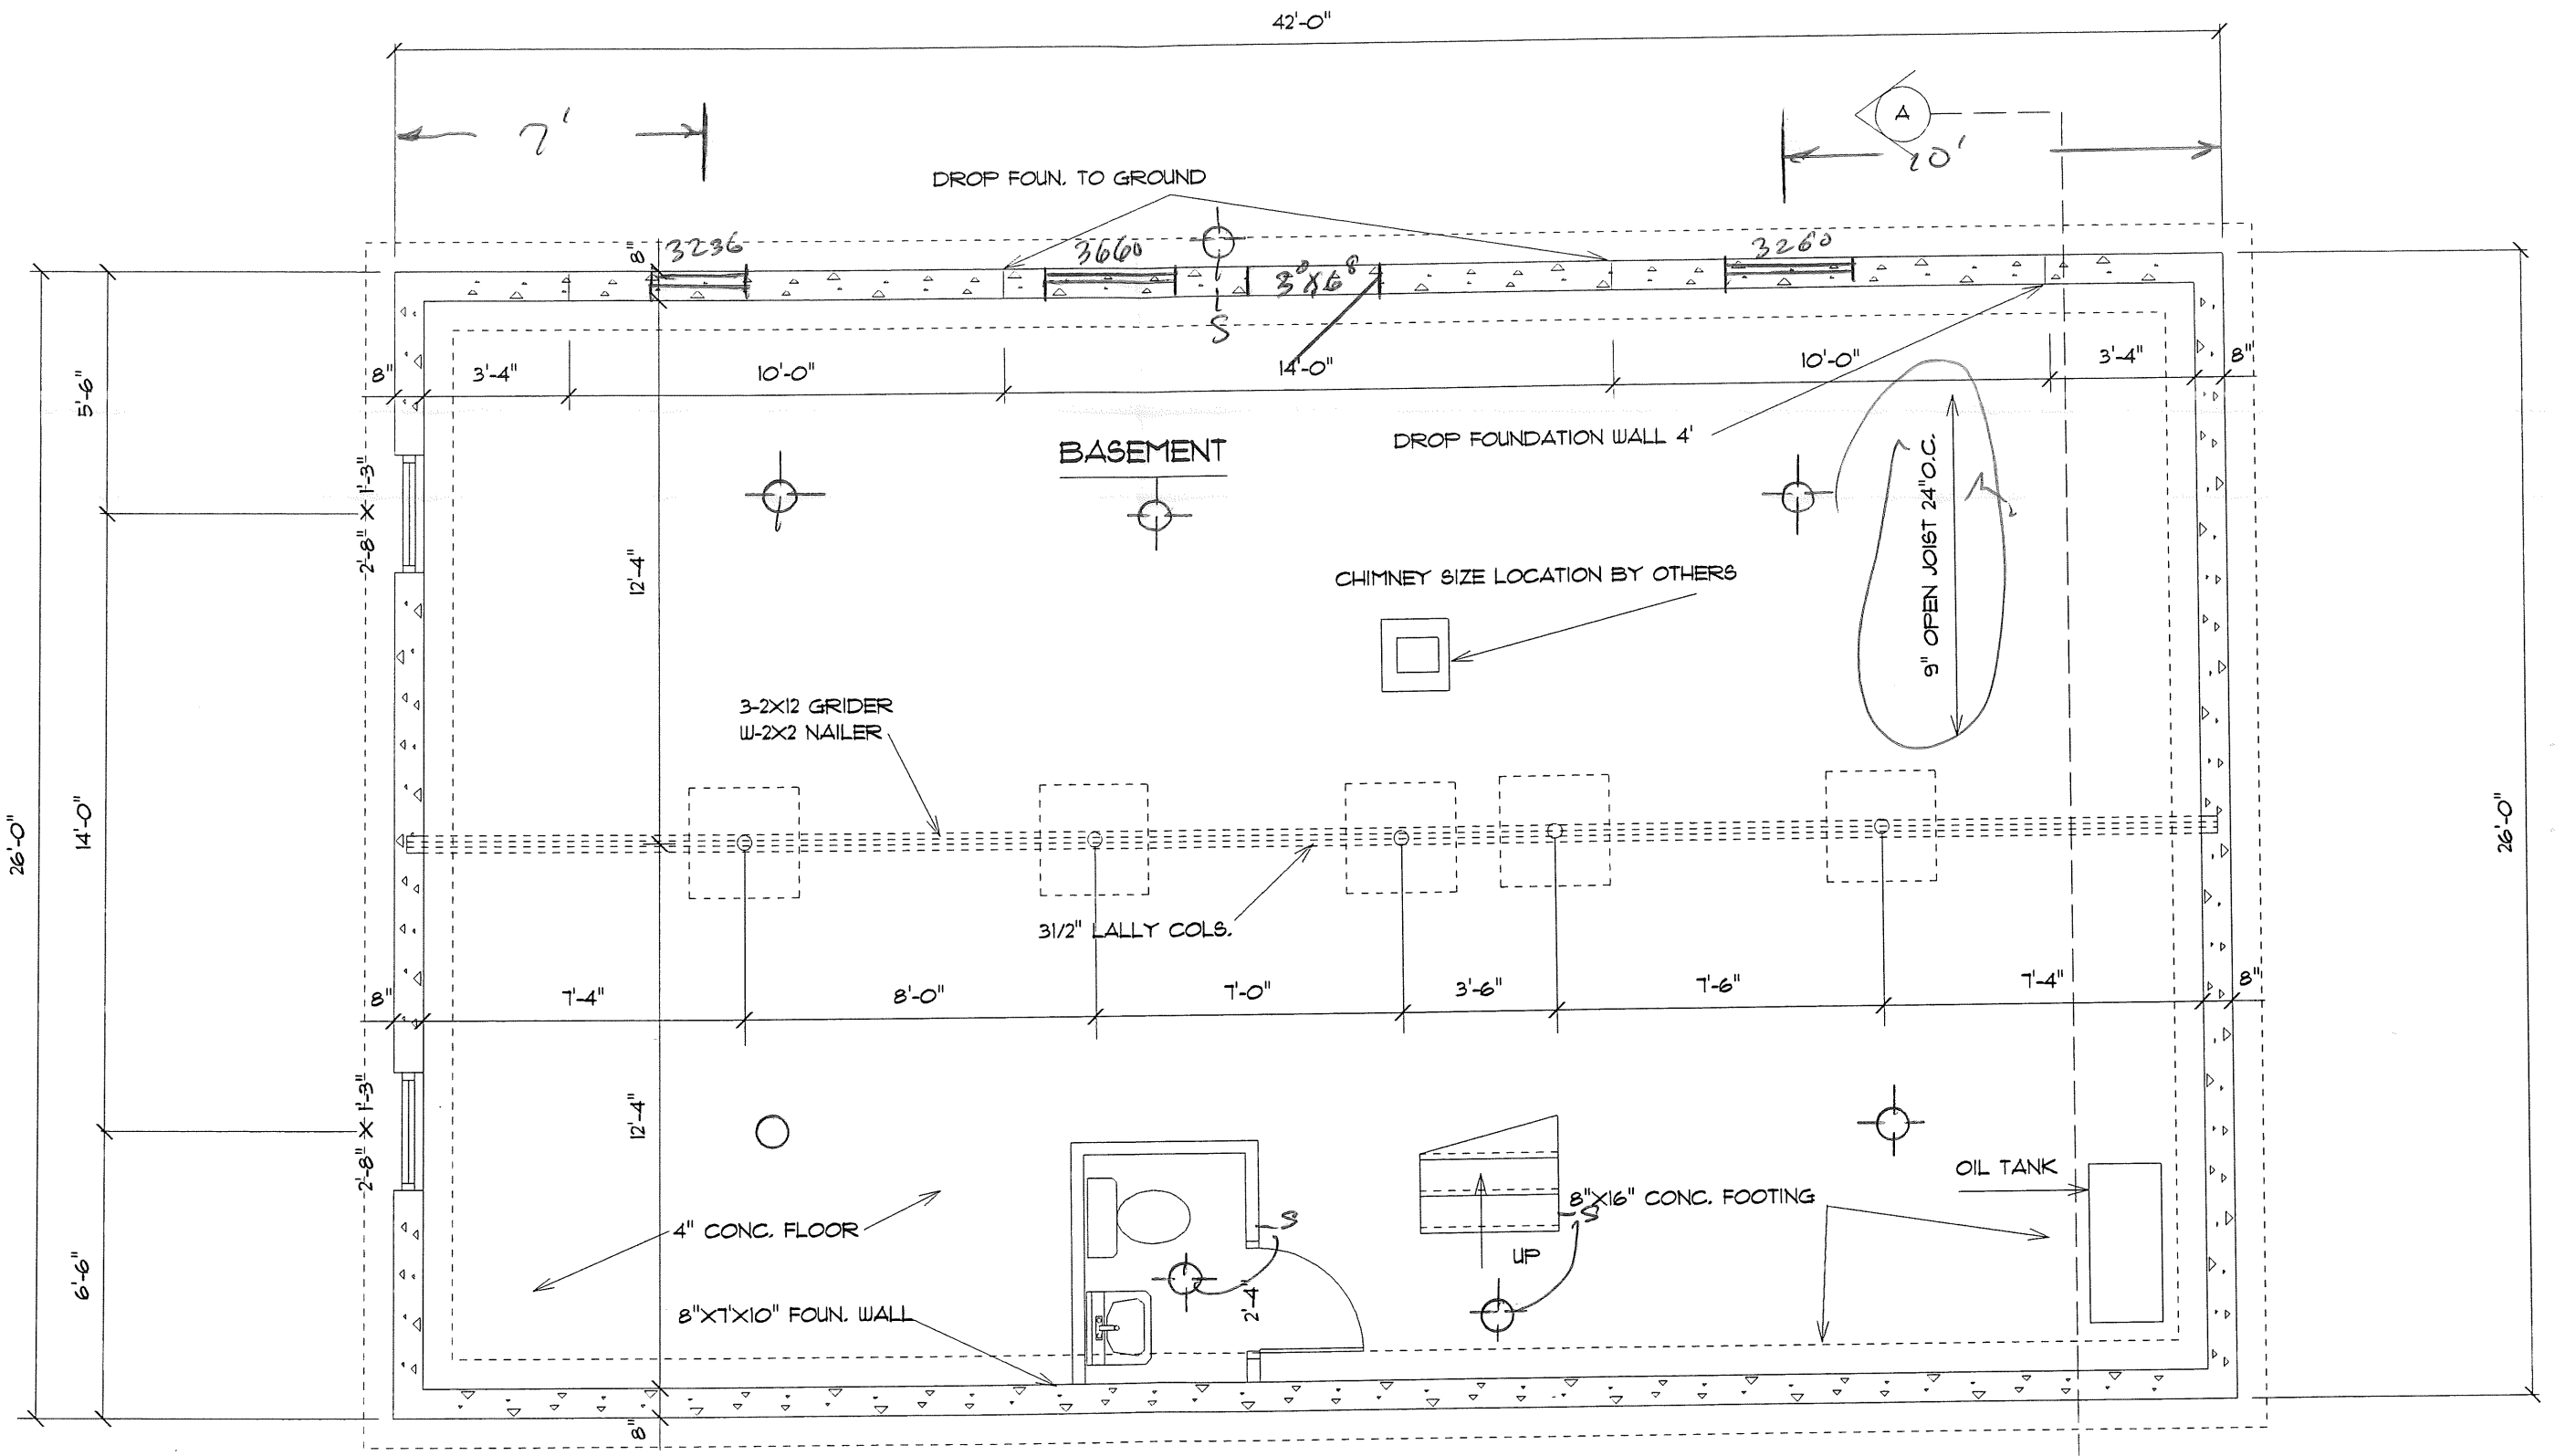 42'-0"
7'
A
10'
DROP FOUN. TO GROUND
8"
3236
3660
3260
3⁰X6⁸
S
8"
3'-4"
10'-0"
14'-0"
10'-0"
3'-4"
8"
5'-6"
2'-8" X 1'-3"
BASEMENT
DROP FOUNDATION WALL 4'
9" OPEN JOIST 24"O.C.
12'-4"
CHIMNEY SIZE LOCATION BY OTHERS
3-2X12 GRIDER
W-2X2 NAILER
26'-0"
14'-0"
26'-0"
31/2" LALLY COLS.
8"
7'-4"
8'-0"
7'-0"
3'-6"
7'-6"
7'-4"
8"
2'-8" X 1'-3"
12'-4"
OIL TANK
8"X16" CONC. FOOTING
S
S
4" CONC. FLOOR
UP
6'-6"
2'-4"
8"X7'X10" FOUN. WALL
8"